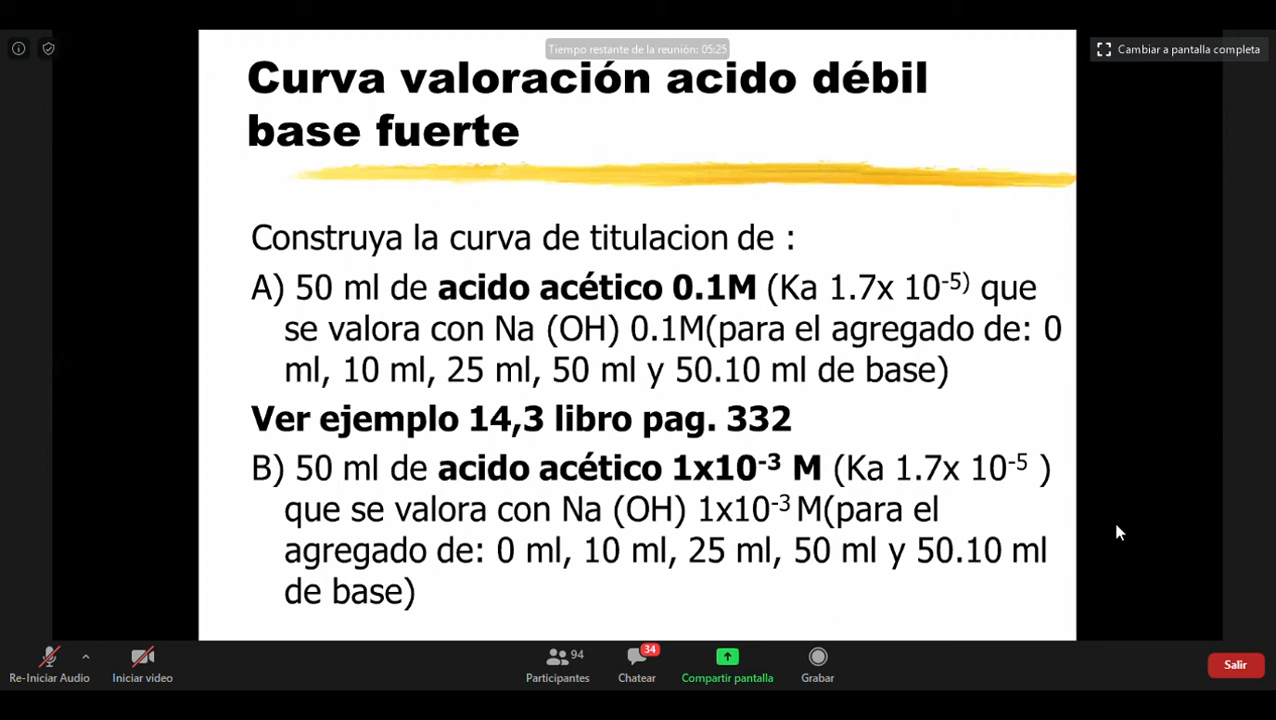 Tiempo restante de la reunión: 05:25
Cambiar a pantalla completa
Curva valoración acido débil
base fuerte
Construya la curva de titulacion de :
A) 50 ml de acido acético 0.1M (Ka 1.7x 10⁻⁵⁾ que
se valora con Na (OH) 0.1M(para el agregado de: 0
ml, 10 ml, 25 ml, 50 ml y 50.10 ml de base)
Ver ejemplo 14,3 libro pag. 332
B) 50 ml de acido acético 1x10⁻³ M (Ka 1.7x 10⁻⁵ )
que se valora con Na (OH) 1x10⁻³ M(para el
agregado de: 0 ml, 10 ml, 25 ml, 50 ml y 50.10 ml
de base)
94
34
Re-Iniciar Audio
Iniciar video
Participantes
Chatear
Compartir pantalla
Grabar
Salir